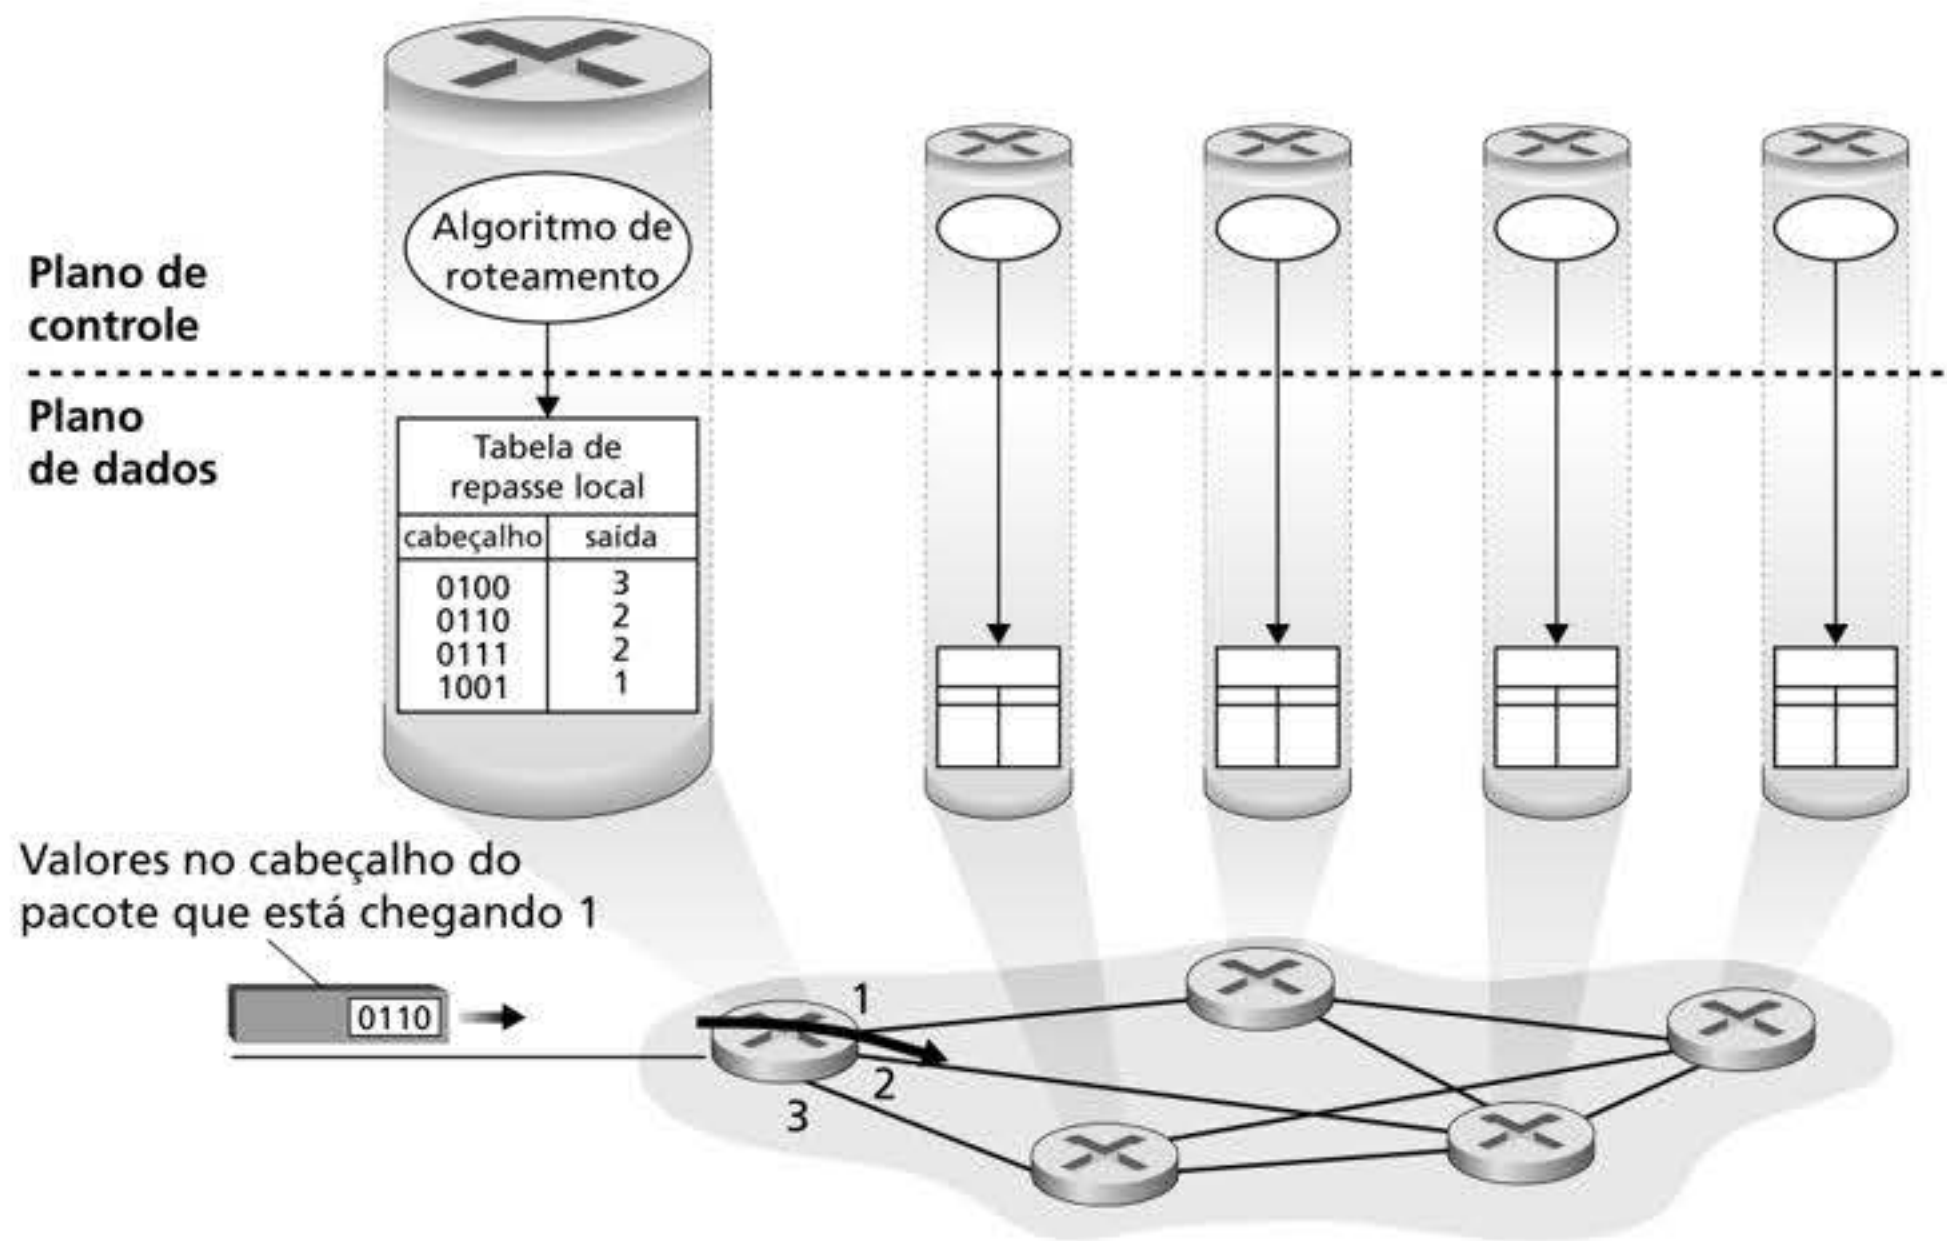 Algoritmo de
roteamento
Plano de
controle
Plano
de dados
Tabela de
repasse local
cabeçalho saída
0100 3
0110 2
0111 2
1001 1
Valores no cabeçalho do
pacote que está chegando 1
0110
1
2
3